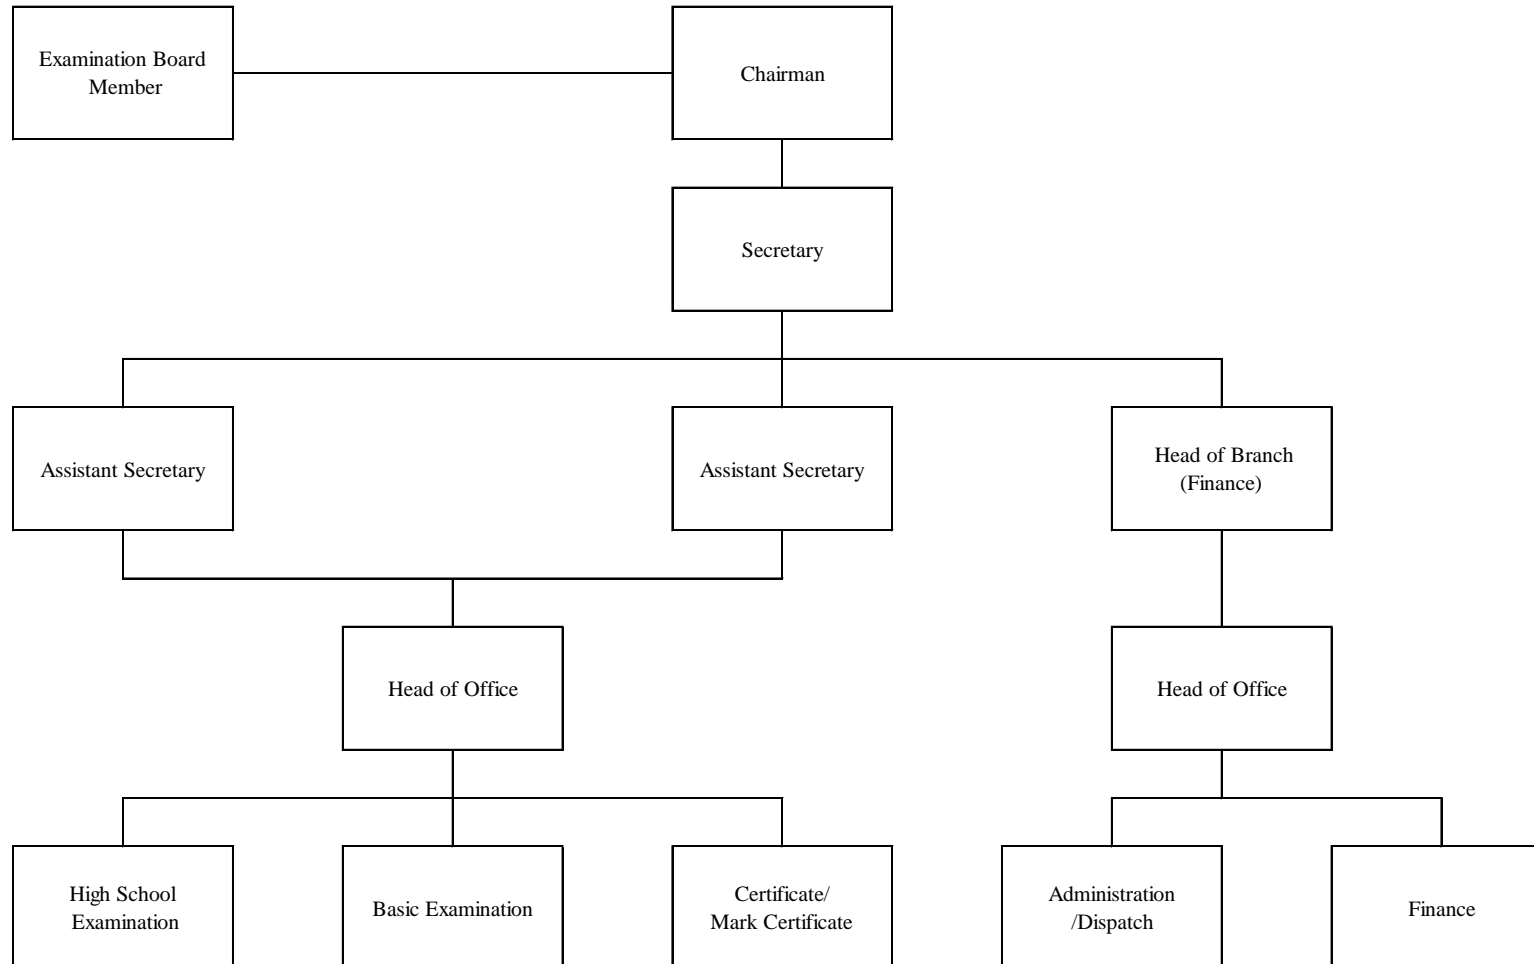 Examination Board
Member
Chairman
Secretary
Assistant Secretary
Assistant Secretary
Head of Branch
(Finance)
Head of Office
Head of Office
High School
Examination
Basic Examination
Certificate/
Mark Certificate
Administration
/Dispatch
Finance